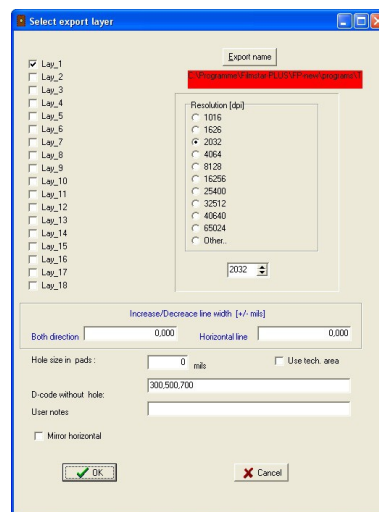 Select export layer
Export name
C:\Programme\Filmstar-PLUS\FP-new\programs\1
Lay_1
Lay_2
Lay_3
Lay_4
Lay_5
Lay_6
Lay_7
Lay_8
Lay_9
Lay_10
Lay_11
Lay_12
Lay_13
Lay_14
Lay_15
Lay_16
Lay_17
Lay_18
Resolution [dpi]
1016
1626
2032
4064
8128
16256
25400
32512
40640
65024
Other..
2032
Increase/Decreace line width [+/- mils]
Both direction 0,000 Horizontal line 0,000
Hole size in pads : 0 mils Use tech. area
D-code without hole: 300,500,700
User notes
Mirror horizontal
OK Cancel